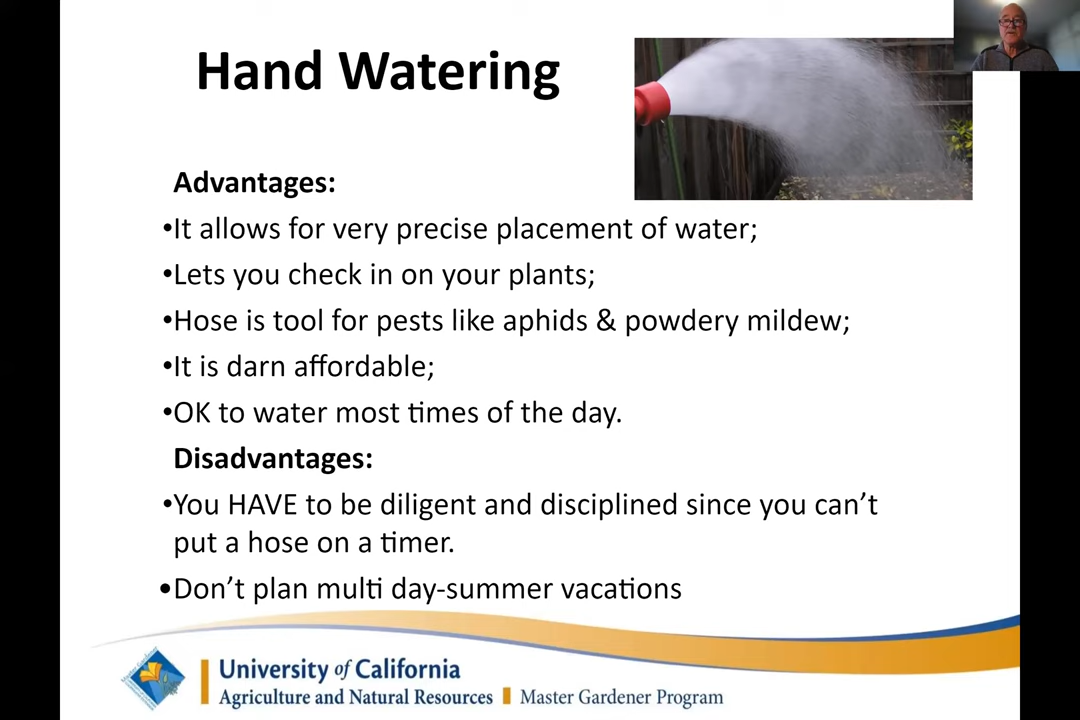 Hand Watering
Advantages:
•It allows for very precise placement of water;
•Lets you check in on your plants;
•Hose is tool for pests like aphids & powdery mildew;
•It is darn affordable;
•OK to water most times of the day.
Disadvantages:
•You HAVE to be diligent and disciplined since you can’t
put a hose on a timer.
•Don’t plan multi day-summer vacations
University of California
Agriculture and Natural Resources Master Gardener Program